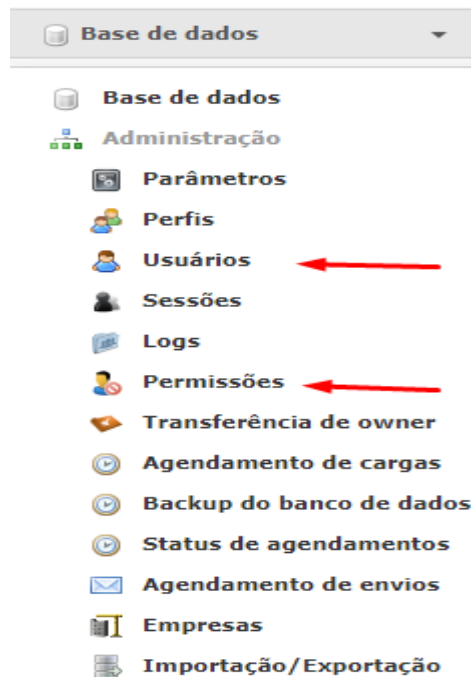 Base de dados
Base de dados
Administração
Parâmetros
Perfis
Usuários
Sessões
Logs
Permissões
Transferência de owner
Agendamento de cargas
Backup do banco de dados
Status de agendamentos
Agendamento de envios
Empresas
Importação/Exportação